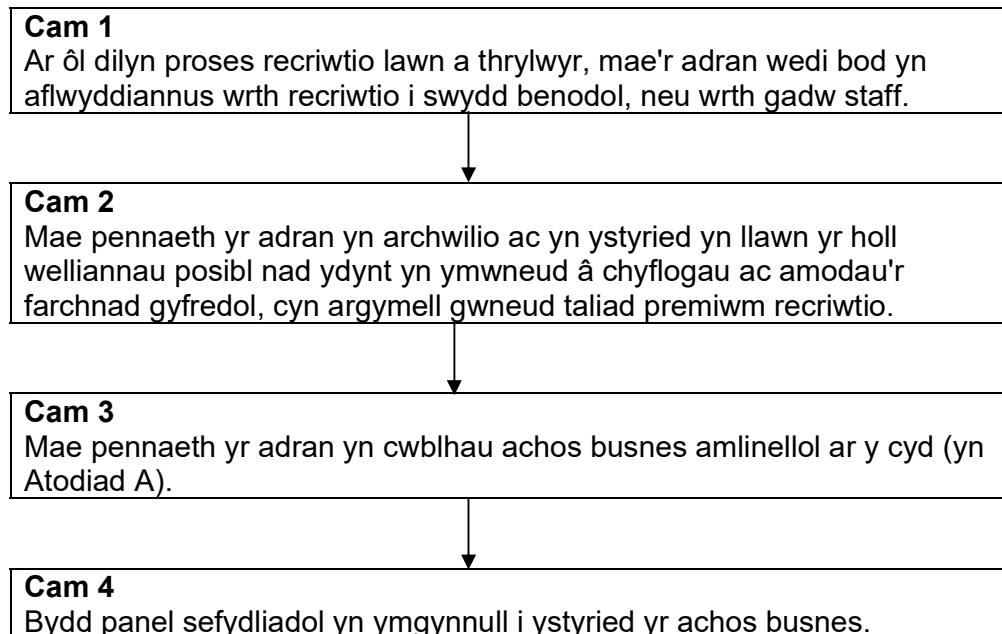 Cam 1
Ar ôl dilyn proses recriwtio lawn a thrylwyr, mae'r adran wedi bod yn
aflwyddiannus wrth recriwtio i swydd benodol, neu wrth gadw staff.
Cam 2
Mae pennaeth yr adran yn archwilio ac yn ystyried yn llawn yr holl
welliannau posibl nad ydynt yn ymwneud â chyflogau ac amodau'r
farchnad gyfredol, cyn argymell gwneud taliad premiwm recriwtio.
Cam 3
Mae pennaeth yr adran yn cwblhau achos busnes amlinellol ar y cyd (yn
Atodiad A).
Cam 4
Bydd panel sefydliadol yn ymgynnull i ystyried yr achos busnes.